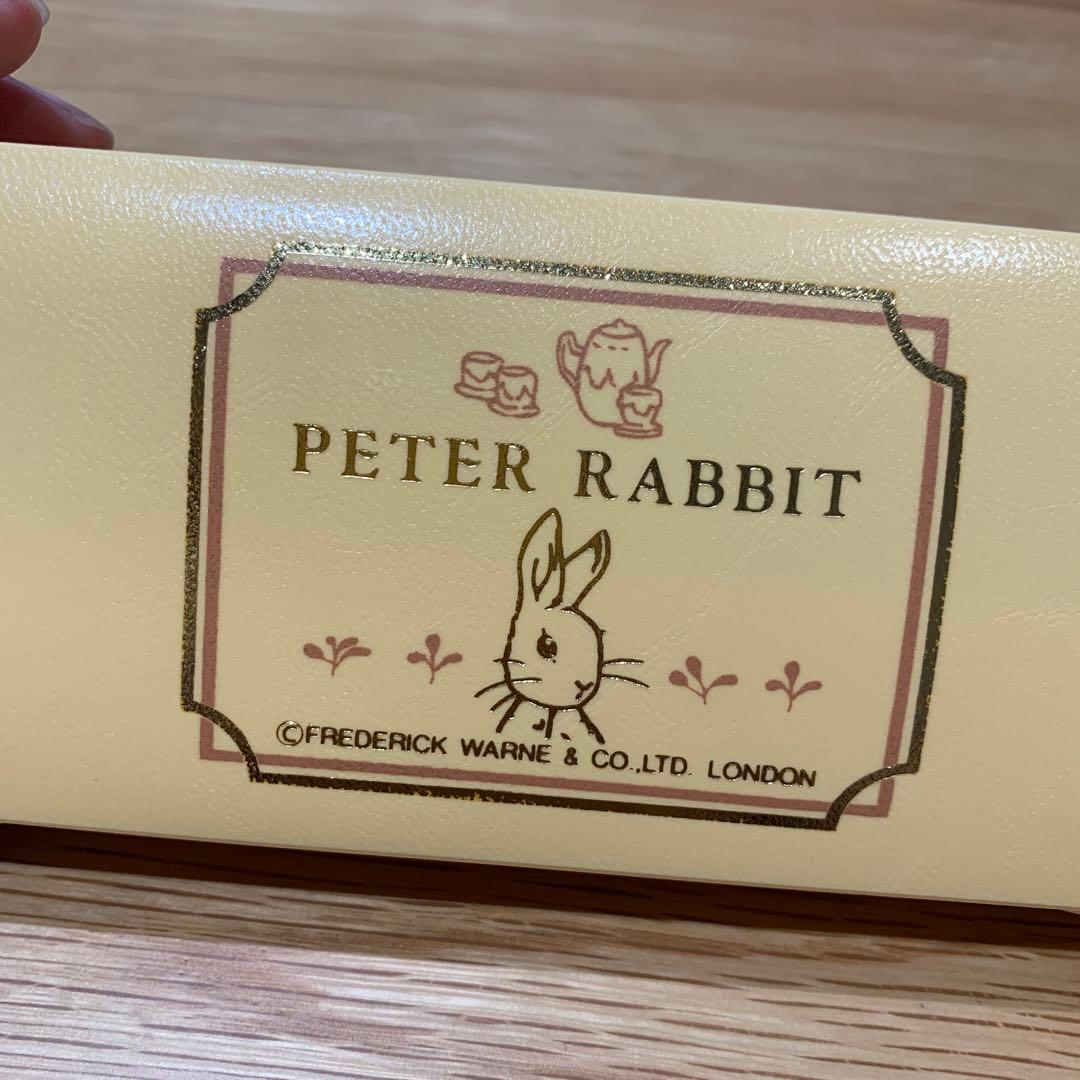 PETER RABBIT
©FREDERICK WARNE & CO.,LTD. LONDON